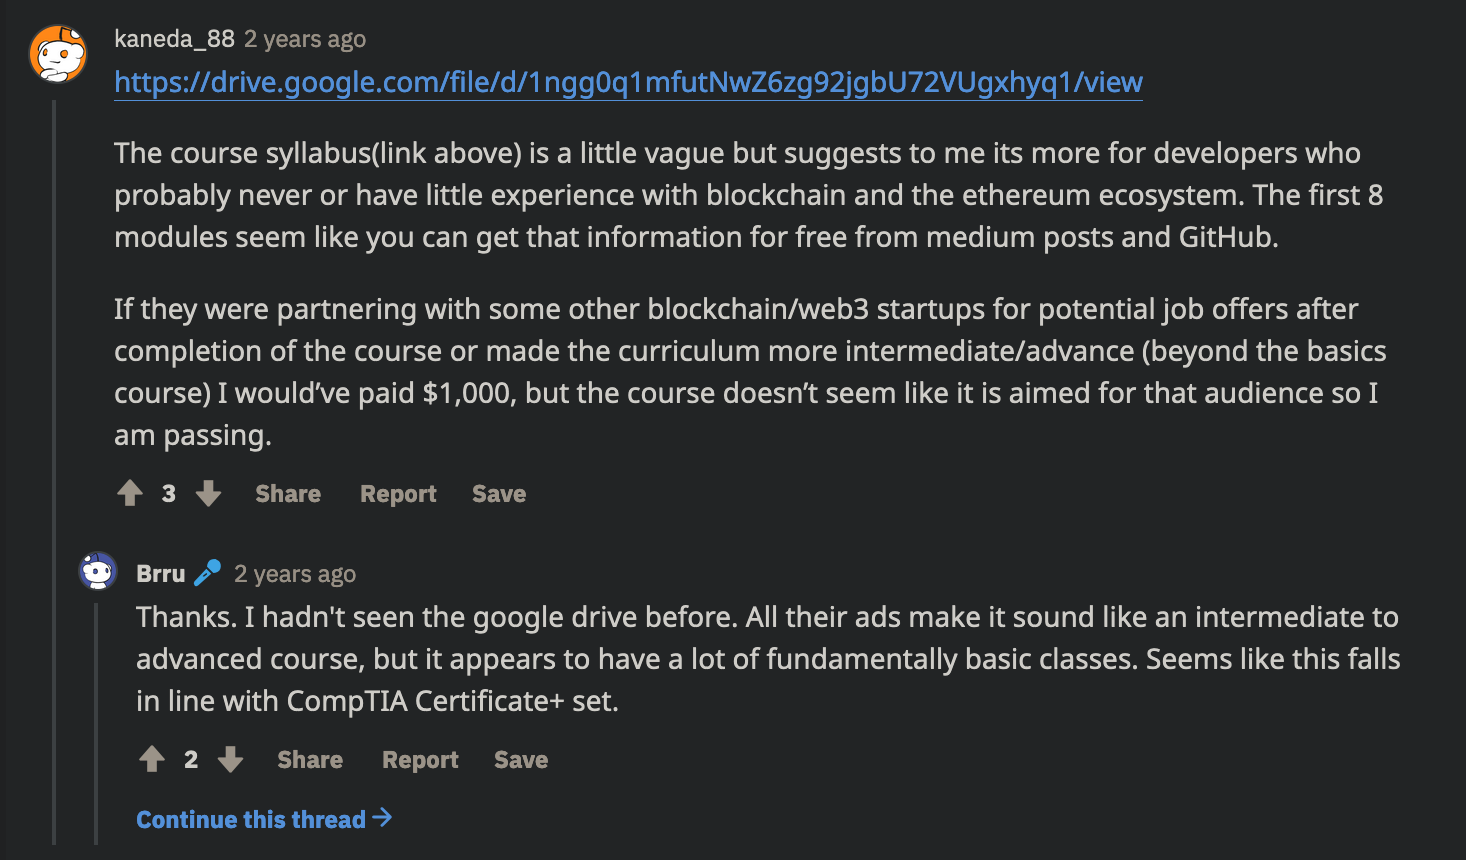 kaneda_88 2 years ago
https://drive.google.com/file/d/1ngg0q1mfutNwZ6zg92jgbU72VUgxhyq1/view
The course syllabus(link above) is a little vague but suggests to me its more for developers who
probably never or have little experience with blockchain and the ethereum ecosystem. The first 8
modules seem like you can get that information for free from medium posts and GitHub.
If they were partnering with some other blockchain/web3 startups for potential job offers after
completion of the course or made the curriculum more intermediate/advance (beyond the basics
course) I would’ve paid $1,000, but the course doesn’t seem like it is aimed for that audience so I
am passing.
3 Share Report Save
Brru 2 years ago
Thanks. I hadn't seen the google drive before. All their ads make it sound like an intermediate to
advanced course, but it appears to have a lot of fundamentally basic classes. Seems like this falls
in line with CompTIA Certificate+ set.
2 Share Report Save
Continue this thread →